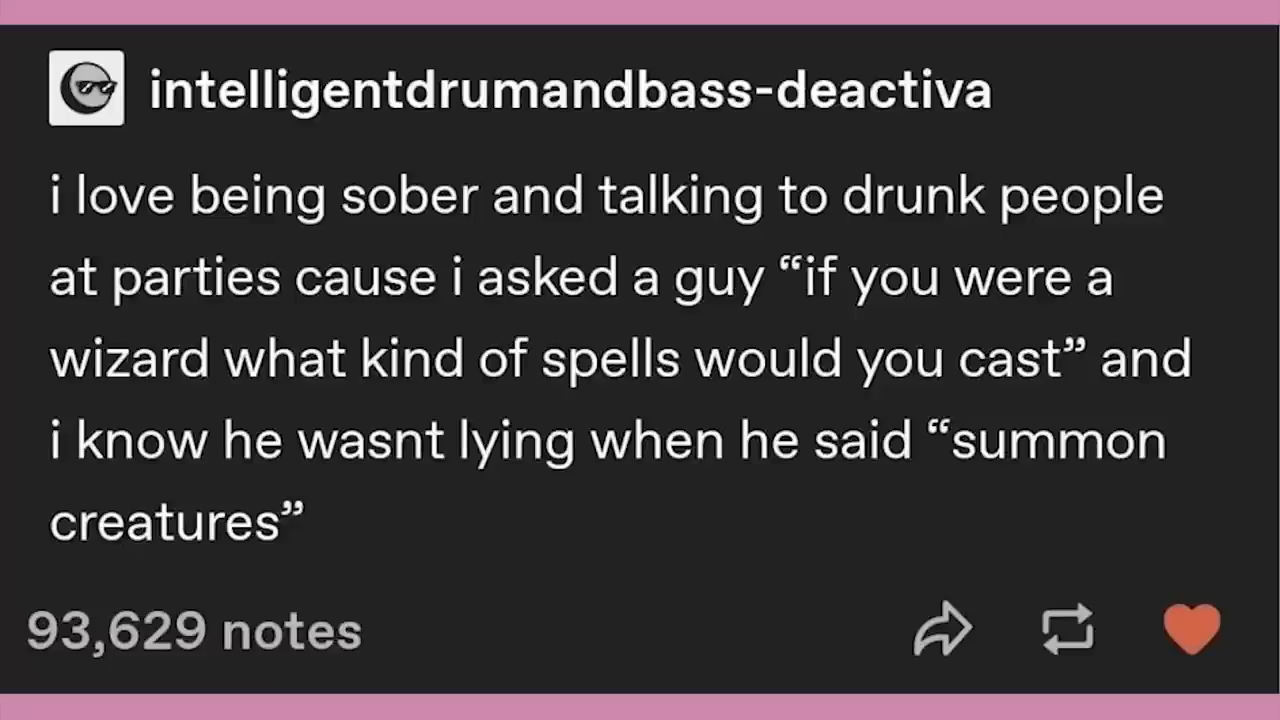 intelligentdrumandbass-deactiva
i love being sober and talking to drunk people
at parties cause i asked a guy “if you were a
wizard what kind of spells would you cast” and
i know he wasnt lying when he said “summon
creatures”
93,629 notes